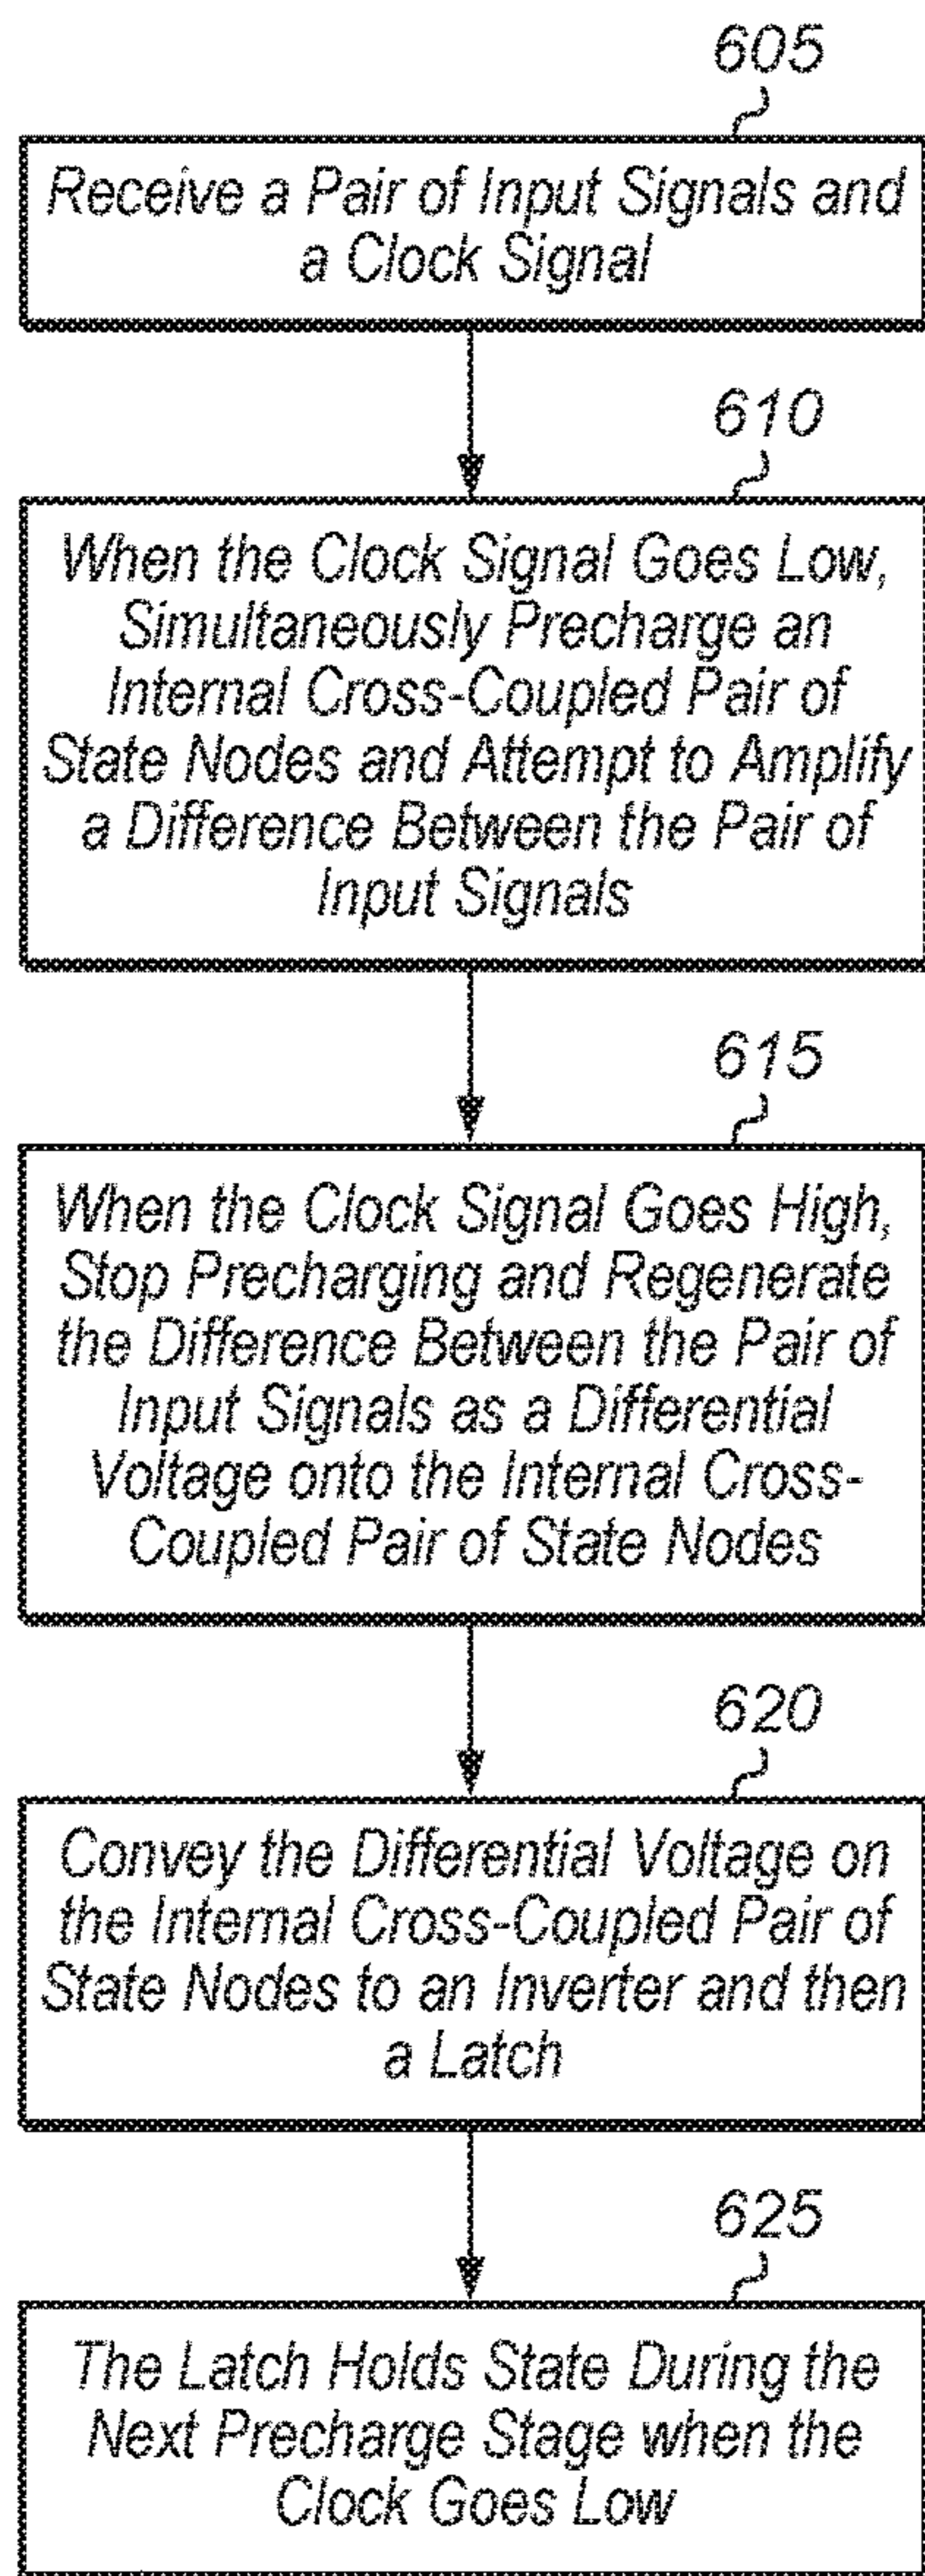 605
Receive a Pair of Input Signals and
a Clock Signal
610
When the Clock Signal Goes Low,
Simultaneously Precharge an
Internal Cross-Coupled Pair of
State Nodes and Attempt to Amplify
a Difference Between the Pair of
Input Signals
615
When the Clock Signal Goes High,
Stop Precharging and Regenerate
the Difference Between the Pair of
Input Signals as a Differential
Voltage onto the Internal Cross-
Coupled Pair of State Nodes
620
Convey the Differential Voltage on
the Internal Cross-Coupled Pair of
State Nodes to an Inverter and then
a Latch
625
The Latch Holds State During the
Next Precharge Stage when the
Clock Goes Low